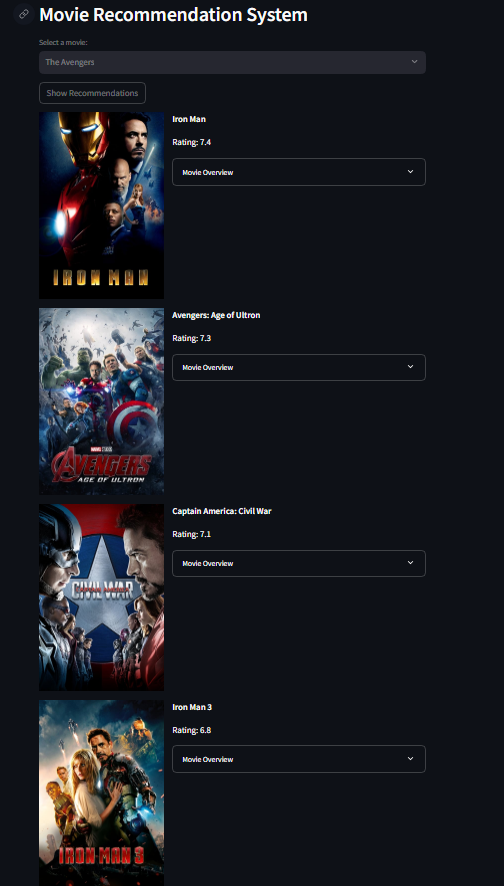 Movie Recommendation System
Select a movie:
The Avengers
Show Recommendations
IRON MAN
Iron Man
Rating: 7.4
Movie Overview
MARVEL STUDIOS
AVENGERS
AGE OF ULTRON
Avengers: Age of Ultron
Rating: 7.3
Movie Overview
CAPTAIN AMERICA
CIVIL WAR
Captain America: Civil War
Rating: 7.1
Movie Overview
IRON MAN 3
Iron Man 3
Rating: 6.8
Movie Overview